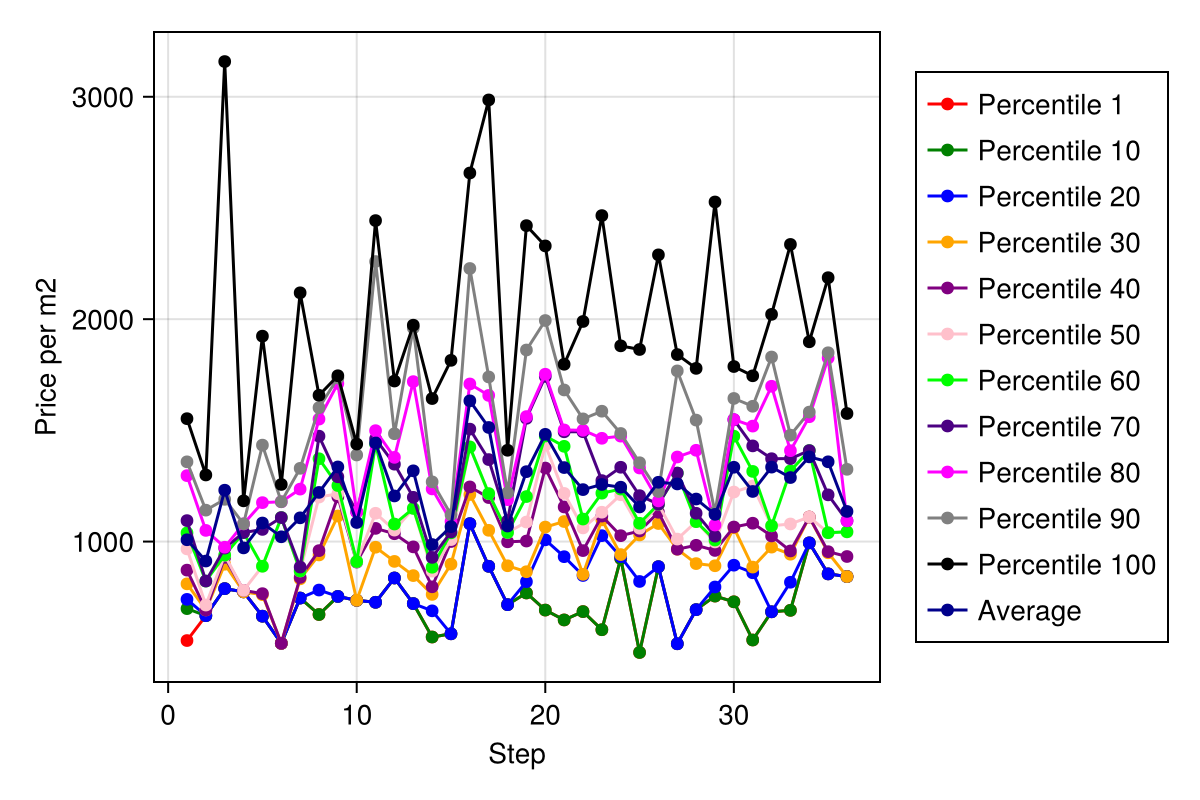 3000
2000
1000
Price per m2
0 10 20 30
Step
Percentile 1
Percentile 10
Percentile 20
Percentile 30
Percentile 40
Percentile 50
Percentile 60
Percentile 70
Percentile 80
Percentile 90
Percentile 100
Average